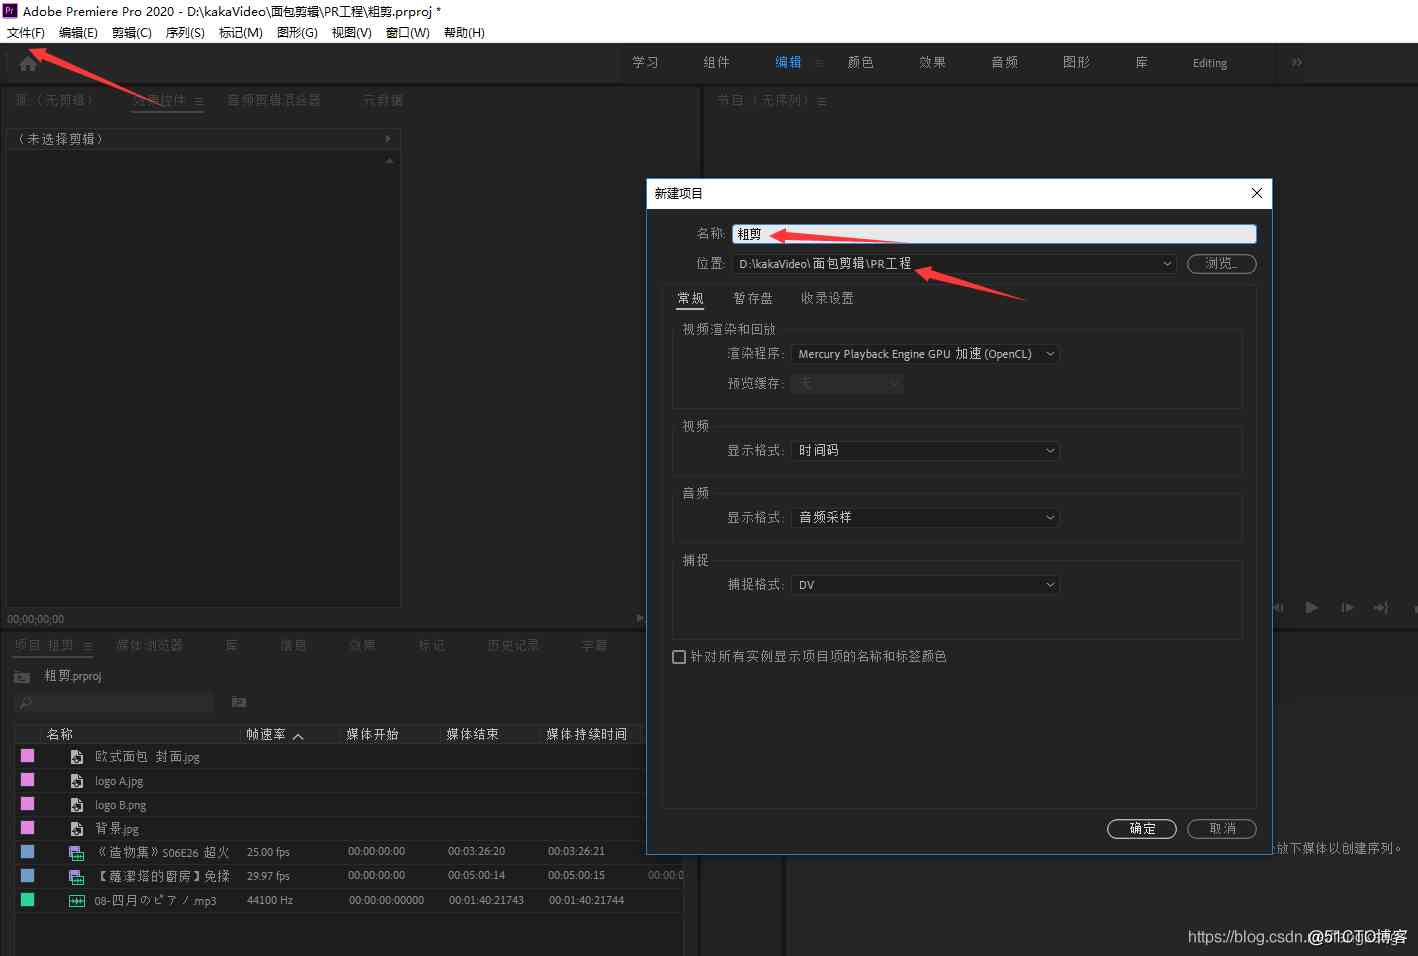 Adobe Premiere Pro 2020 - D:\kakaVideo\面包剪辑\PR工程\粗剪.prproj *
文件(F) 编辑(E) 剪辑(C) 序列(S) 标记(M) 图形(G) 视图(V) 窗口(W) 帮助(H)
学习 组件 编辑 颜色 效果 音频 图形 库 Editing
源（无剪辑） 效果控件 音频剪辑混合器 元数据
节目（无序列）
（未选择剪辑）
新建项目
名称: 粗剪
位置: D:\kakaVideo\面包剪辑\PR工程 浏览...
常规 暂存盘 收录设置
视频渲染和回放
渲染程序: Mercury Playback Engine GPU 加速 (OpenCL)
预览缓存: 无
视频
显示格式: 时间码
音频
显示格式: 音频采样
捕捉
捕捉格式: DV
针对所有实例显示项目项的名称和标签颜色
确定 取消
00;00;00;00
项目: 粗剪 媒体浏览器 库 信息 效果 标记 历史记录 字幕
粗剪.prproj
名称 帧速率 媒体开始 媒体结束 媒体持续时间
欧式面包 封面.jpg
logo A.jpg
logo B.png
背景.jpg
《造物集》S06E26 超火 25.00 fps 00:00:00:00 00:03:26:20 00:03:26:21
【蘿潔塔的廚房】免揉 29.97 fps 00:00:00:00 00:05:00:14 00:05:00:15 00:00:0
08-四月のピアノ.mp3 44100 Hz 00:00:00:00000 00:01:40:21743 00:01:40:21744
放下媒体以创建序列。
https://blog.csdn.n
@51CTO博客